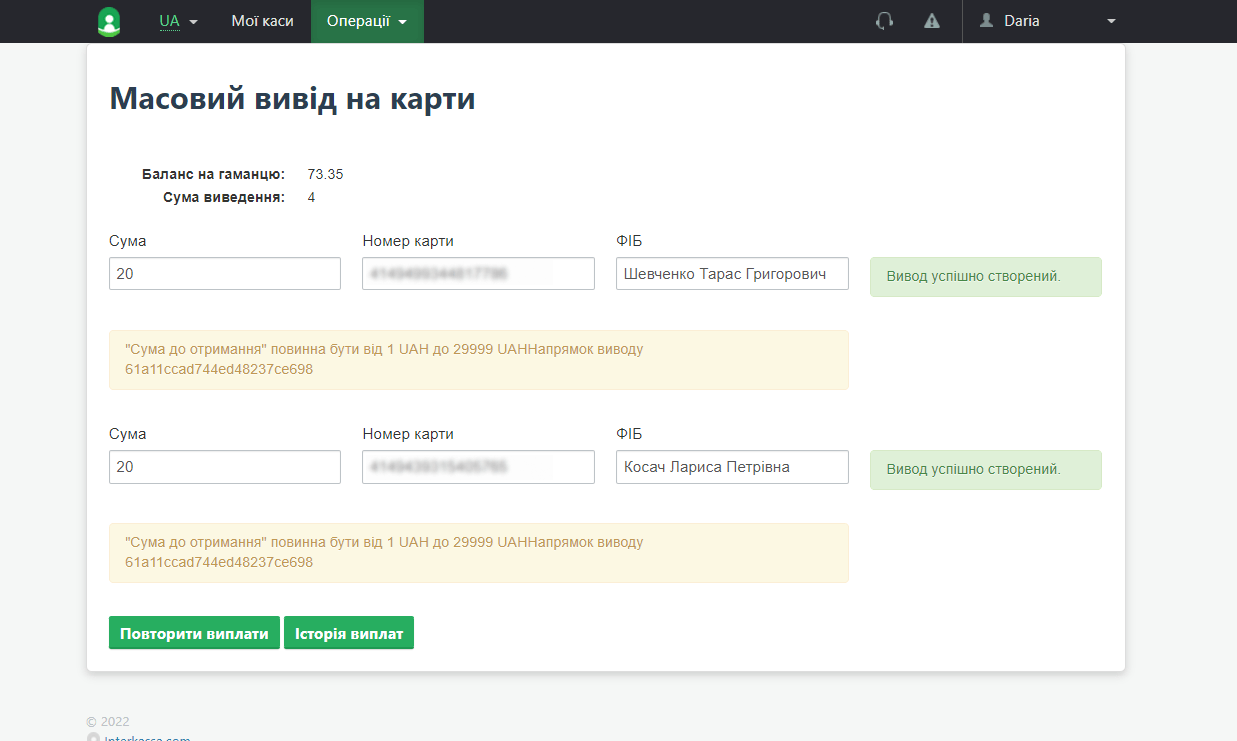 UA Мої каси Операції Daria
Масовий вивід на карти
Баланс на гаманцю: 73.35
Сума виведення: 4
Сума Номер карти ФІБ
20 Шевченко Тарас Григорович Вивод успішно створений.
"Сума до отримання" повинна бути від 1 UAH до 29999 UAHНапрямок виводу
61a11ccad744ed48237ce698
Сума Номер карти ФІБ
20 Косач Лариса Петрівна Вивод успішно створений.
"Сума до отримання" повинна бути від 1 UAH до 29999 UAHНапрямок виводу
61a11ccad744ed48237ce698
Повторити виплати Історія виплат
© 2022
Interkassa.com